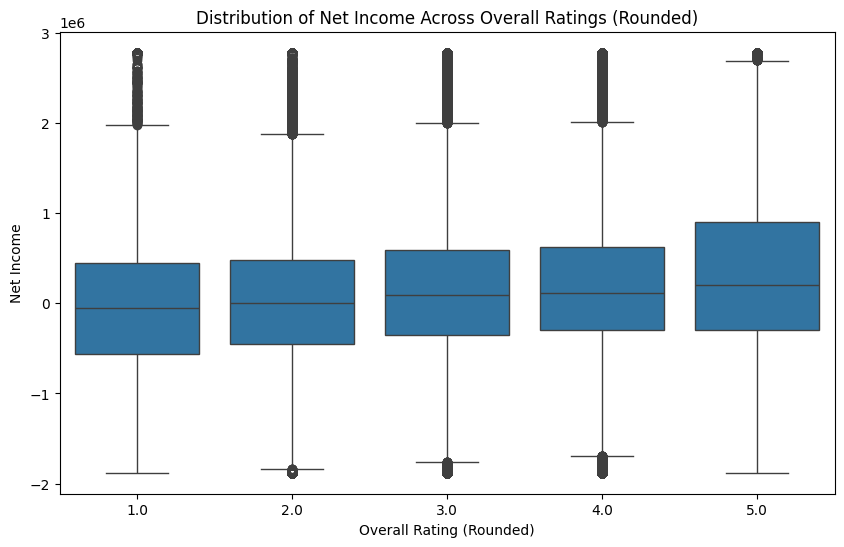 Distribution of Net Income Across Overall Ratings (Rounded)
1e6
3
2
1
0
−1
−2
Net Income
1.0 2.0 3.0 4.0 5.0
Overall Rating (Rounded)